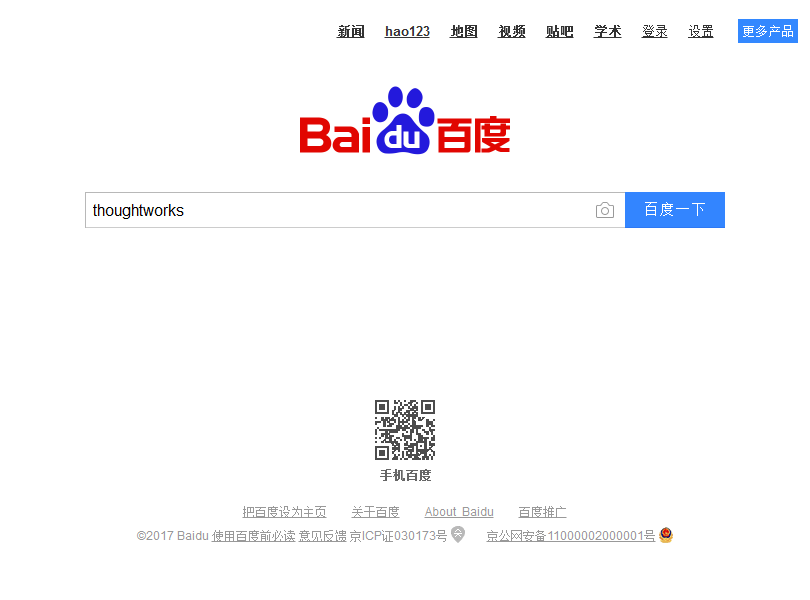 新闻 hao123 地图 视频 贴吧 学术 登录 设置 更多产品
Bai du 百度
thoughtworks 百度一下
手机百度
把百度设为主页 关于百度 About Baidu 百度推广
©2017 Baidu 使用百度前必读 意见反馈 京ICP证030173号 京公网安备11000002000001号